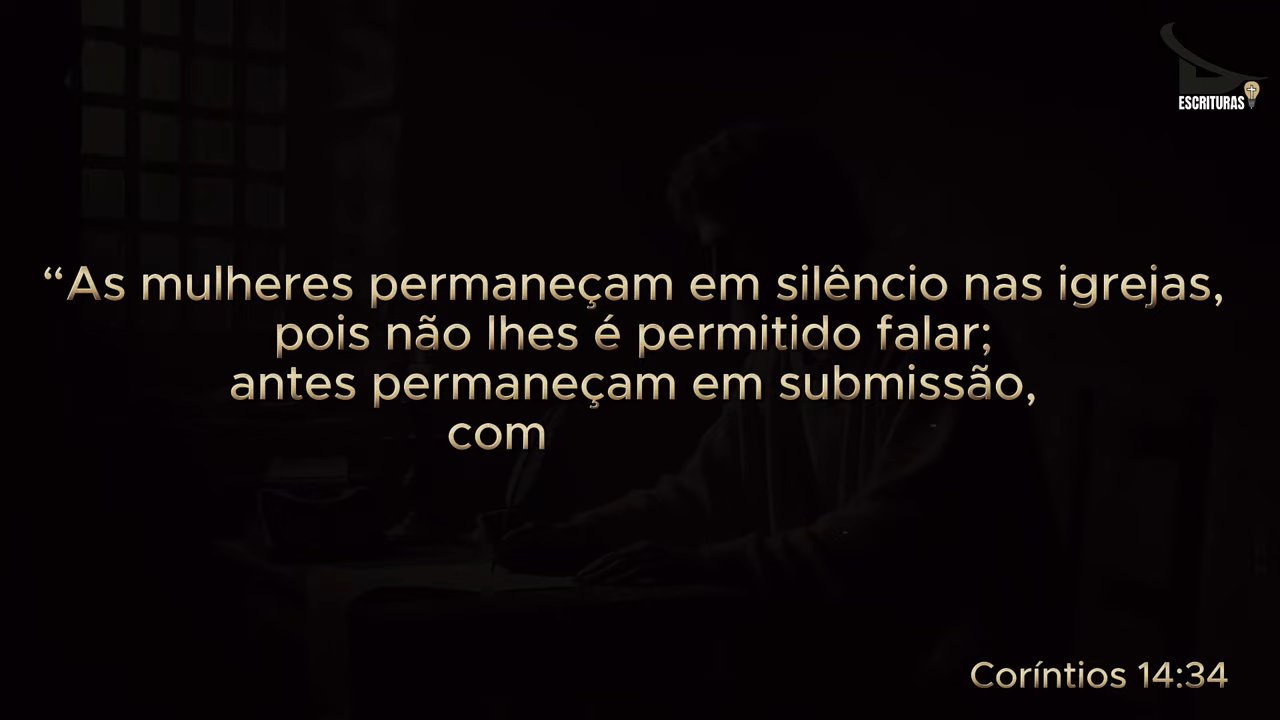 ESCRITURAS
“As mulheres permaneçam em silêncio nas igrejas,
pois não lhes é permitido falar;
antes permaneçam em submissão,
com
Coríntios 14:34